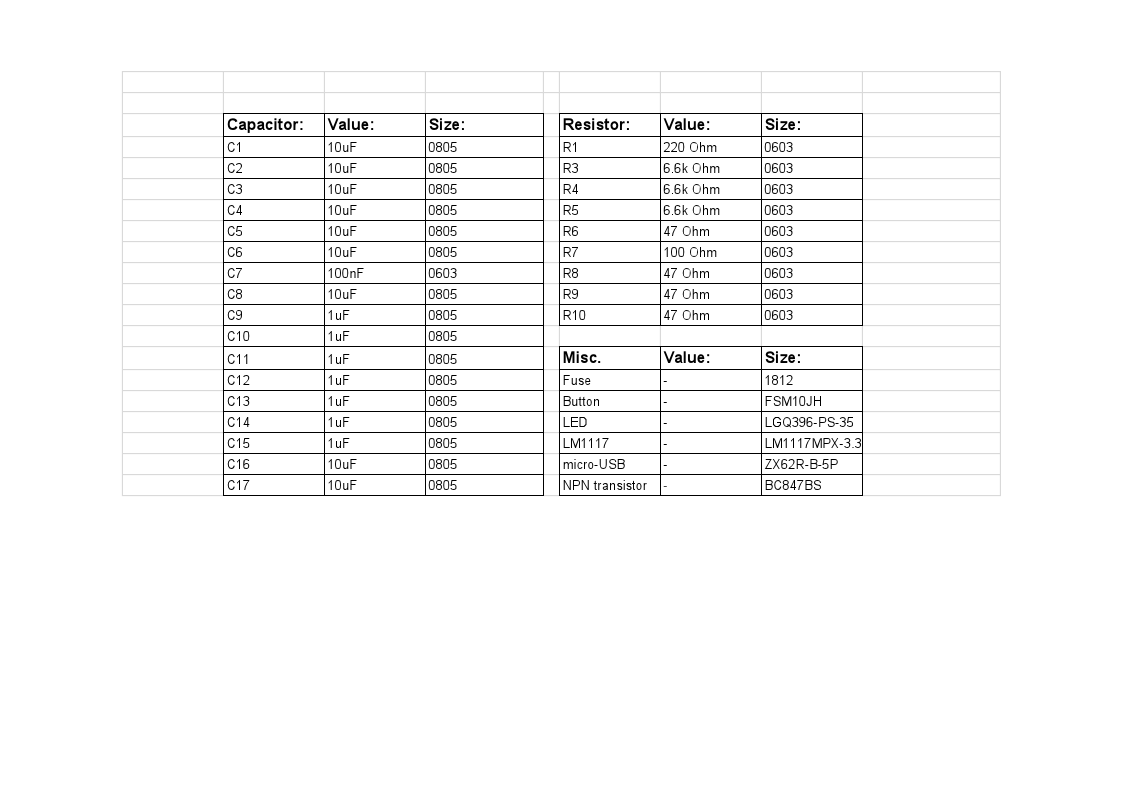 Capacitor: Value: Size: Resistor: Value: Size:
C1 10uF 0805 R1 220 Ohm 0603
C2 10uF 0805 R3 6.6k Ohm 0603
C3 10uF 0805 R4 6.6k Ohm 0603
C4 10uF 0805 R5 6.6k Ohm 0603
C5 10uF 0805 R6 47 Ohm 0603
C6 10uF 0805 R7 100 Ohm 0603
C7 100nF 0603 R8 47 Ohm 0603
C8 10uF 0805 R9 47 Ohm 0603
C9 1uF 0805 R10 47 Ohm 0603
C10 1uF 0805
C11 1uF 0805 Misc. Value: Size:
C12 1uF 0805 Fuse - 1812
C13 1uF 0805 Button - FSM10JH
C14 1uF 0805 LED - LGQ396-PS-35
C15 1uF 0805 LM1117 - LM1117MPX-3.3
C16 10uF 0805 micro-USB - ZX62R-B-5P
C17 10uF 0805 NPN transistor - BC847BS